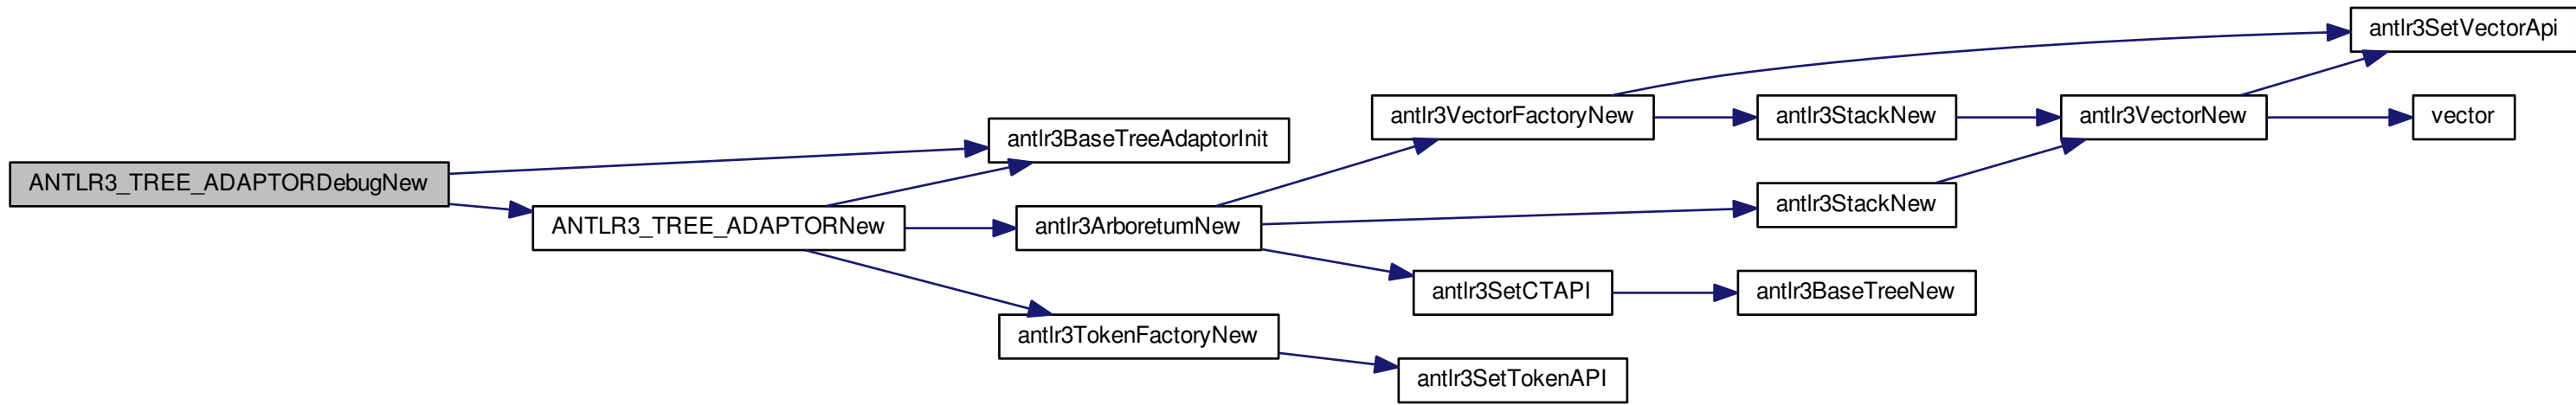 ANTLR3_TREE_ADAPTORDebugNew
antlr3BaseTreeAdaptorInit
ANTLR3_TREE_ADAPTORNew
antlr3ArboretumNew
antlr3TokenFactoryNew
antlr3VectorFactoryNew
antlr3StackNew
antlr3VectorNew
antlr3SetVectorApi
vector
antlr3StackNew
antlr3SetCTAPI
antlr3BaseTreeNew
antlr3SetTokenAPI